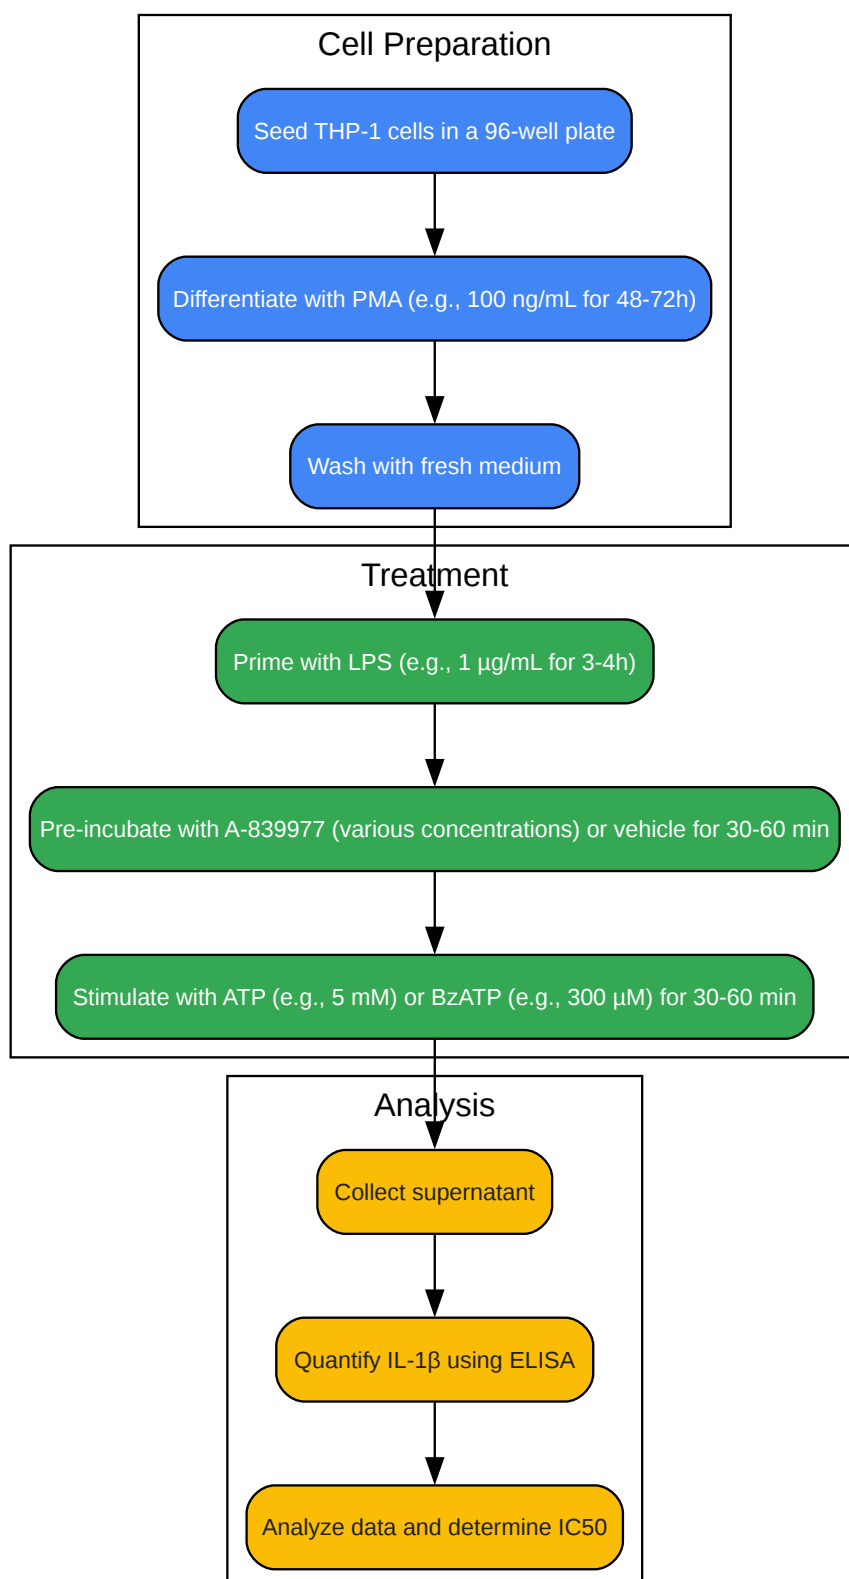 Cell Preparation
Seed THP-1 cells in a 96-well plate
Differentiate with PMA (e.g., 100 ng/mL for 48-72h)
Wash with fresh medium
Treatment
Prime with LPS (e.g., 1 µg/mL for 3-4h)
Pre-incubate with A-839977 (various concentrations) or vehicle for 30-60 min
Stimulate with ATP (e.g., 5 mM) or BzATP (e.g., 300 µM) for 30-60 min
Analysis
Collect supernatant
Quantify IL-1β using ELISA
Analyze data and determine IC50